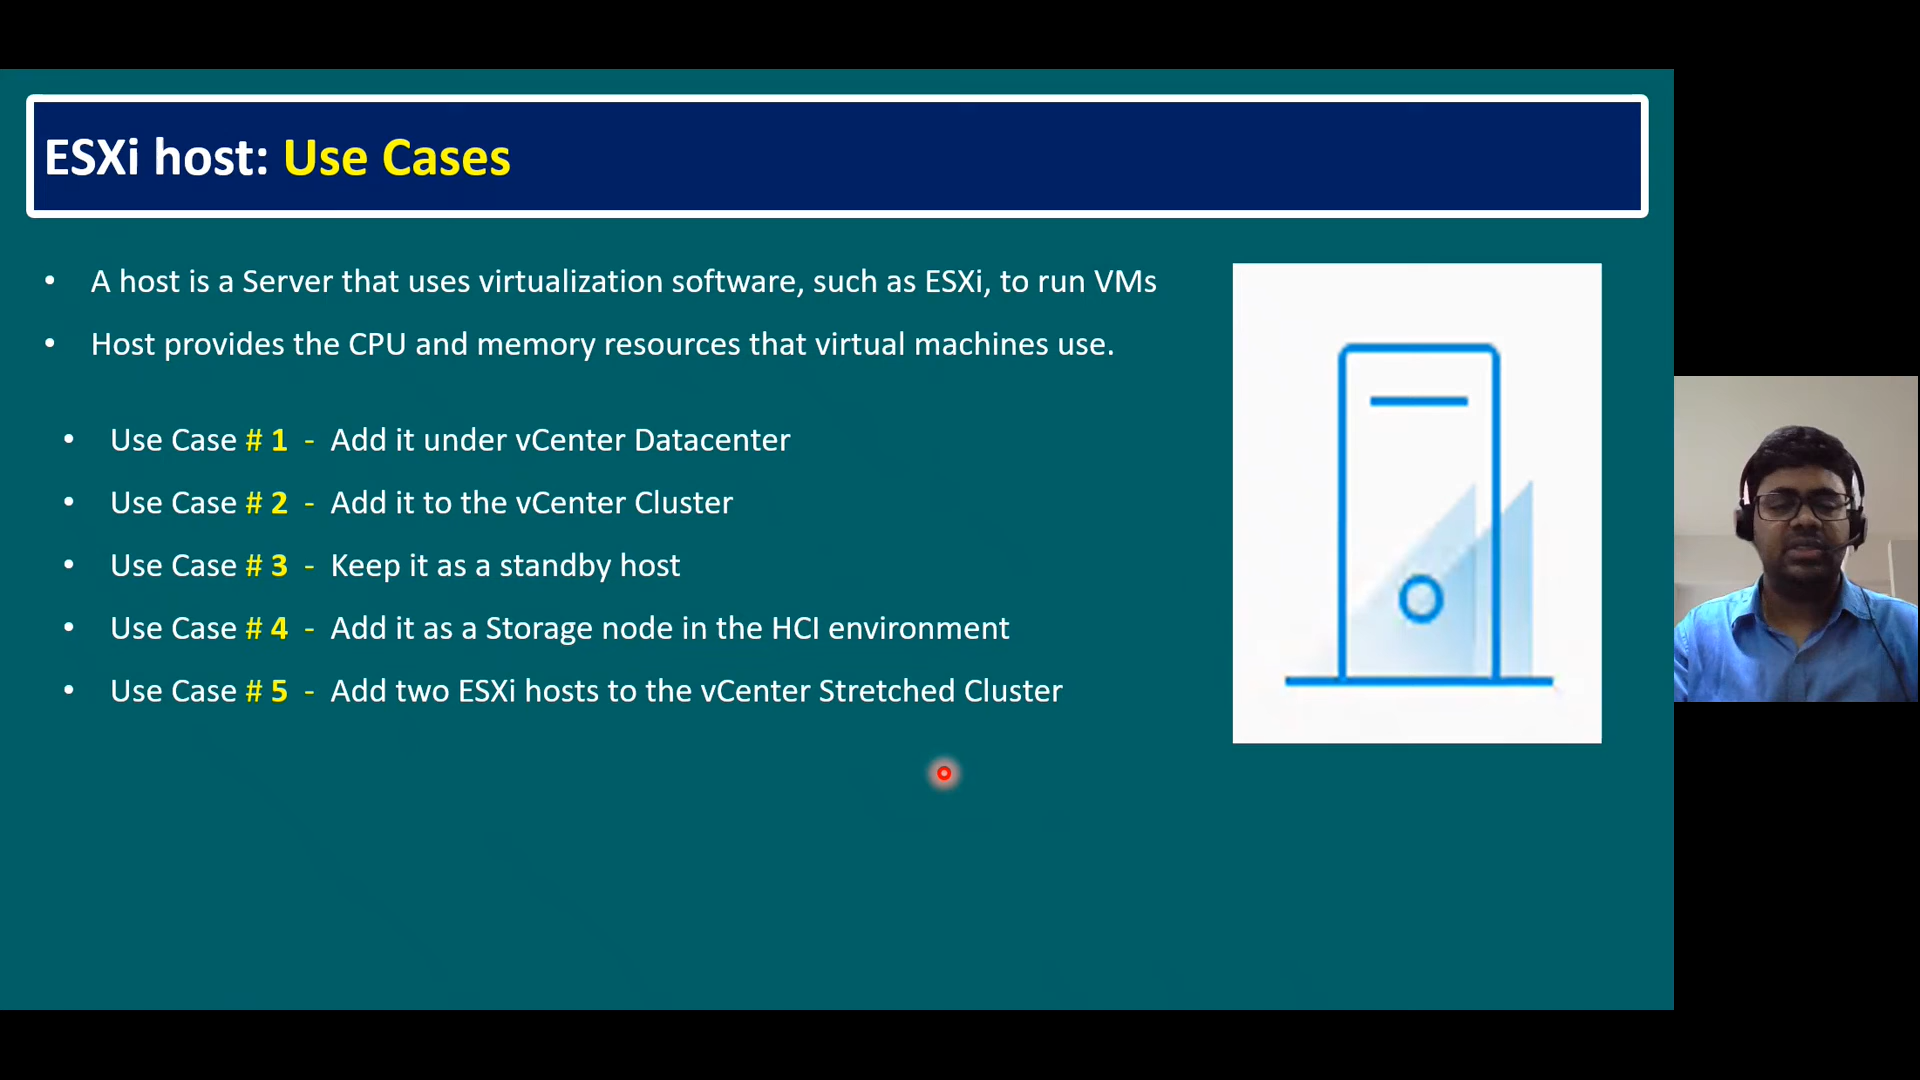 ESXi host: Use Cases
• A host is a Server that uses virtualization software, such as ESXi, to run VMs
• Host provides the CPU and memory resources that virtual machines use.
• Use Case # 1 - Add it under vCenter Datacenter
• Use Case # 2 - Add it to the vCenter Cluster
• Use Case # 3 - Keep it as a standby host
• Use Case # 4 - Add it as a Storage node in the HCI environment
• Use Case # 5 - Add two ESXi hosts to the vCenter Stretched Cluster